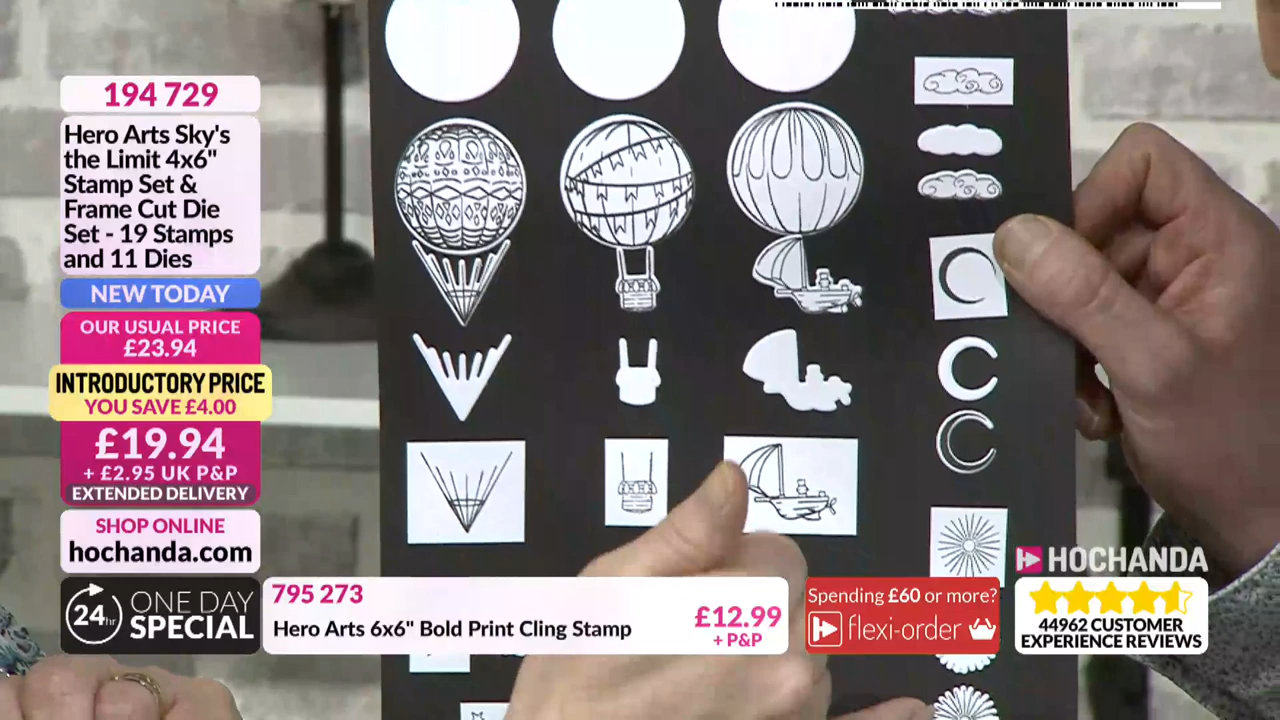 194 729
Hero Arts Sky's
the Limit 4x6"
Stamp Set &
Frame Cut Die
Set - 19 Stamps
and 11 Dies
NEW TODAY
OUR USUAL PRICE
£23.94
INTRODUCTORY PRICE
YOU SAVE £4.00
£19.94
+ £2.95 UK P&P
EXTENDED DELIVERY
SHOP ONLINE
hochanda.com
24hr
ONE DAY
SPECIAL
795 273
Hero Arts 6x6" Bold Print Cling Stamp
£12.99
+ P&P
Spending £60 or more?
flexi-order
HOCHANDA
44962 CUSTOMER
EXPERIENCE REVIEWS